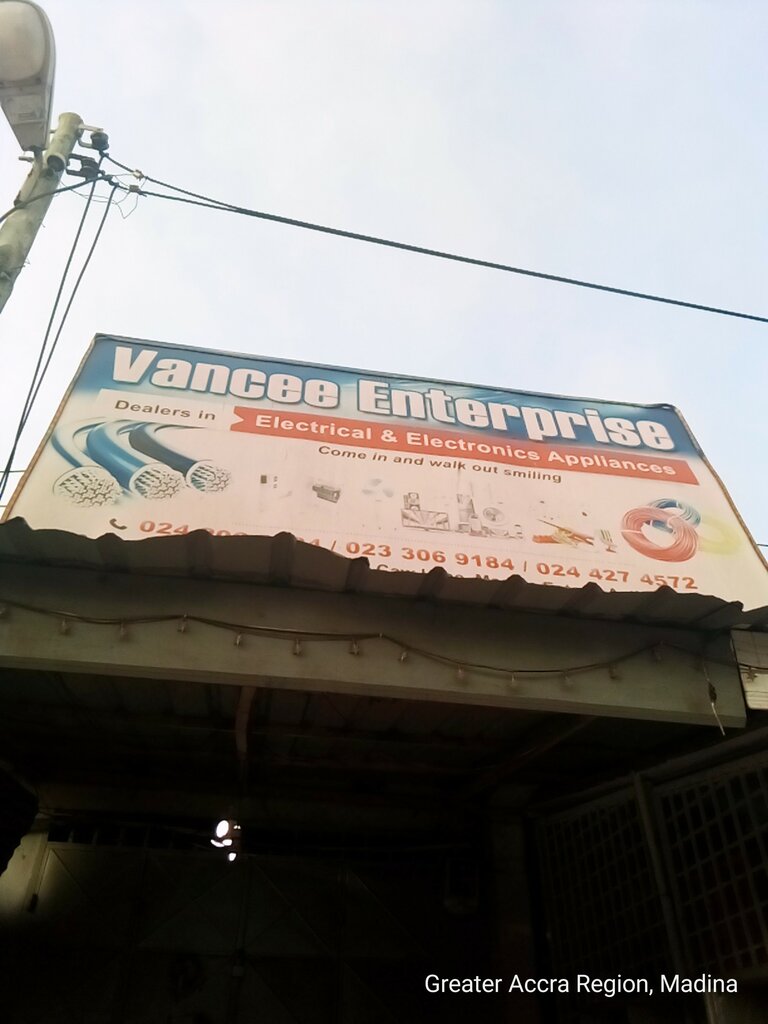 Vancee Enterprise
Dealers in Electrical & Electronics Appliances
Come in and walk out smiling
024 / 023 306 9184 / 024 427 4572
Greater Accra Region, Madina